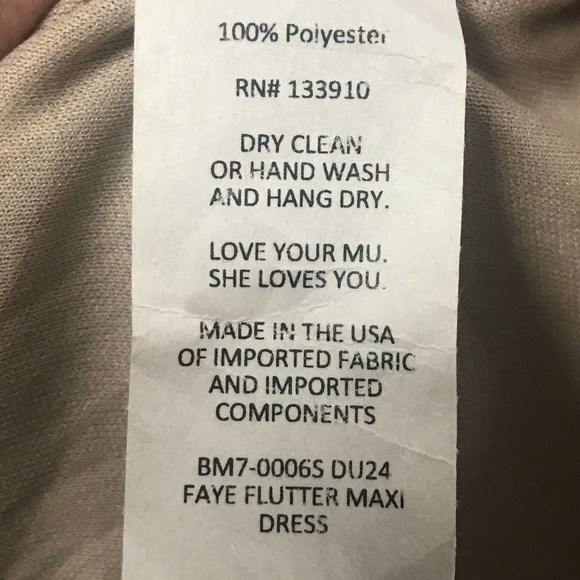 100% Polyester
RN# 133910
DRY CLEAN
OR HAND WASH
AND HANG DRY.
LOVE YOUR MU.
SHE LOVES YOU.
MADE IN THE USA
OF IMPORTED FABRIC
AND IMPORTED
COMPONENTS
BM7-0006S DU24
FAYE FLUTTER MAXI
DRESS